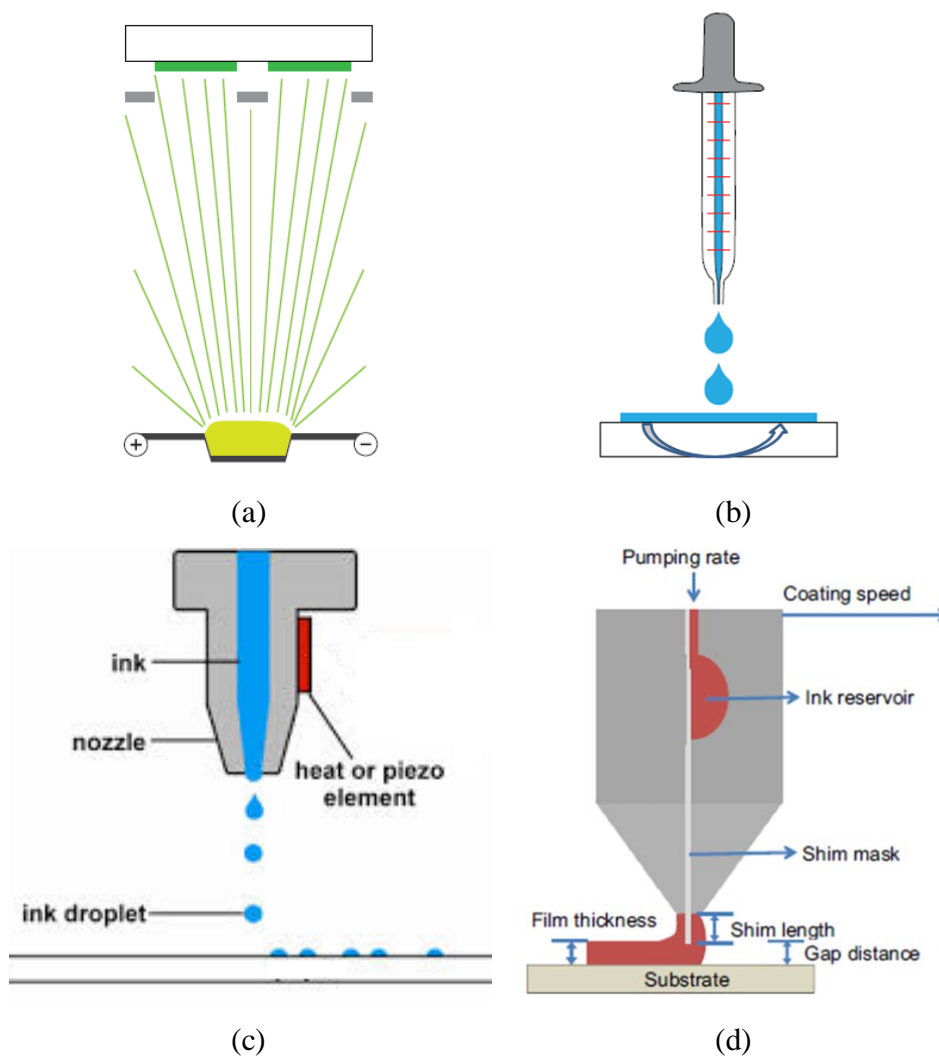 +
−
(a)
(b)
ink
nozzle
heat or piezo
element
ink droplet
(c)
Pumping rate
Coating speed
Ink reservoir
Shim mask
Film thickness
Shim length
Gap distance
Substrate
(d)